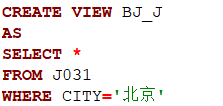 CREATE VIEW BJ_J
AS
SELECT *
FROM J031
WHERE CITY='北京'